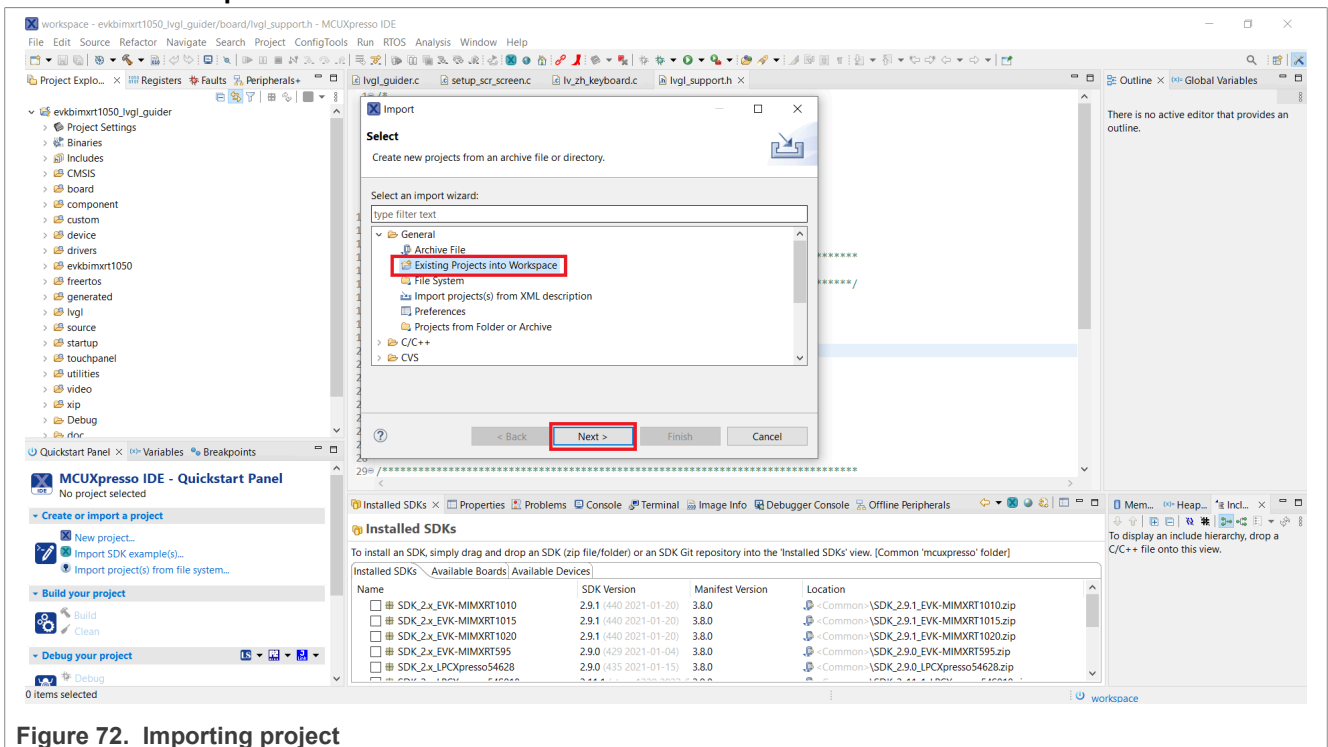 workspace - evkbimxrt1050_lvgl_guider/board/lvgl_support.h - MCUXpresso IDE
File Edit Source Refactor Navigate Search Project ConfigTools Run RTOS Analysis Window Help
Project Explo... Registers Faults Peripherals+
lvgl_guider.c setup_scr_screen.c lv_zh_keyboard.c lvgl_support.h
Outline Global Variables
There is no active editor that provides an
outline.
evkbimxrt1050_lvgl_guider
Project Settings
Binaries
Includes
CMSIS
board
component
custom
device
drivers
evkbimxrt1050
freertos
generated
lvgl
source
startup
touchpanel
utilities
video
xip
Debug
doc
Import
Select
Create new projects from an archive file or directory.
Select an import wizard:
type filter text
General
Archive File
Existing Projects into Workspace
File System
Import projects(s) from XML description
Preferences
Projects from Folder or Archive
C/C++
CVS
< Back Next > Finish Cancel
Quickstart Panel Variables Breakpoints
MCUXpresso IDE - Quickstart Panel
No project selected
Create or import a project
New project...
Import SDK example(s)...
Import project(s) from file system...
Build your project
Build
Clean
Debug your project
Debug
0 items selected
Installed SDKs Properties Problems Console Terminal Image Info Debugger Console Offline Peripherals
Installed SDKs
To install an SDK, simply drag and drop an SDK (zip file/folder) or an SDK Git repository into the 'Installed SDKs' view. [Common 'mcuxpresso' folder]
Installed SDKs Available Boards Available Devices
Name SDK Version Manifest Version Location
SDK_2.x_EVK-MIMXRT1010 2.9.1 (440 2021-01-20) 3.8.0 <Common>\SDK_2.9.1_EVK-MIMXRT1010.zip
SDK_2.x_EVK-MIMXRT1015 2.9.1 (440 2021-01-20) 3.8.0 <Common>\SDK_2.9.1_EVK-MIMXRT1015.zip
SDK_2.x_EVK-MIMXRT1020 2.9.1 (440 2021-01-20) 3.8.0 <Common>\SDK_2.9.1_EVK-MIMXRT1020.zip
SDK_2.x_EVK-MIMXRT595 2.9.0 (429 2021-01-04) 3.8.0 <Common>\SDK_2.9.0_EVK-MIMXRT595.zip
SDK_2.x_LPCXpresso54628 2.9.0 (435 2021-01-15) 3.8.0 <Common>\SDK_2.9.0_LPCXpresso54628.zip
Mem... Heap... Incl...
To display an include hierarchy, drop a
C/C++ file onto this view.
workspace
Figure 72. Importing project